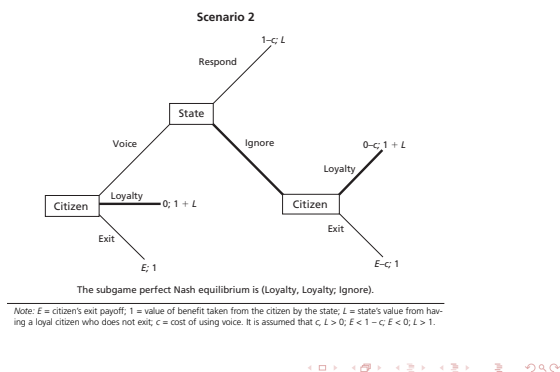 Scenario 2
1–c; L
Respond
State
Voice
Ignore
0–c; 1 + L
Loyalty
Loyalty
0; 1 + L
Citizen
Citizen
Exit
Exit
E; 1
E–c; 1
The subgame perfect Nash equilibrium is (Loyalty, Loyalty; Ignore).
Note: E = citizen's exit payoff; 1 = value of benefit taken from the citizen by the state; L = state's value from hav-
ing a loyal citizen who does not exit; c = cost of using voice. It is assumed that c, L > 0; E < 1 – c; E < 0; L > 1.